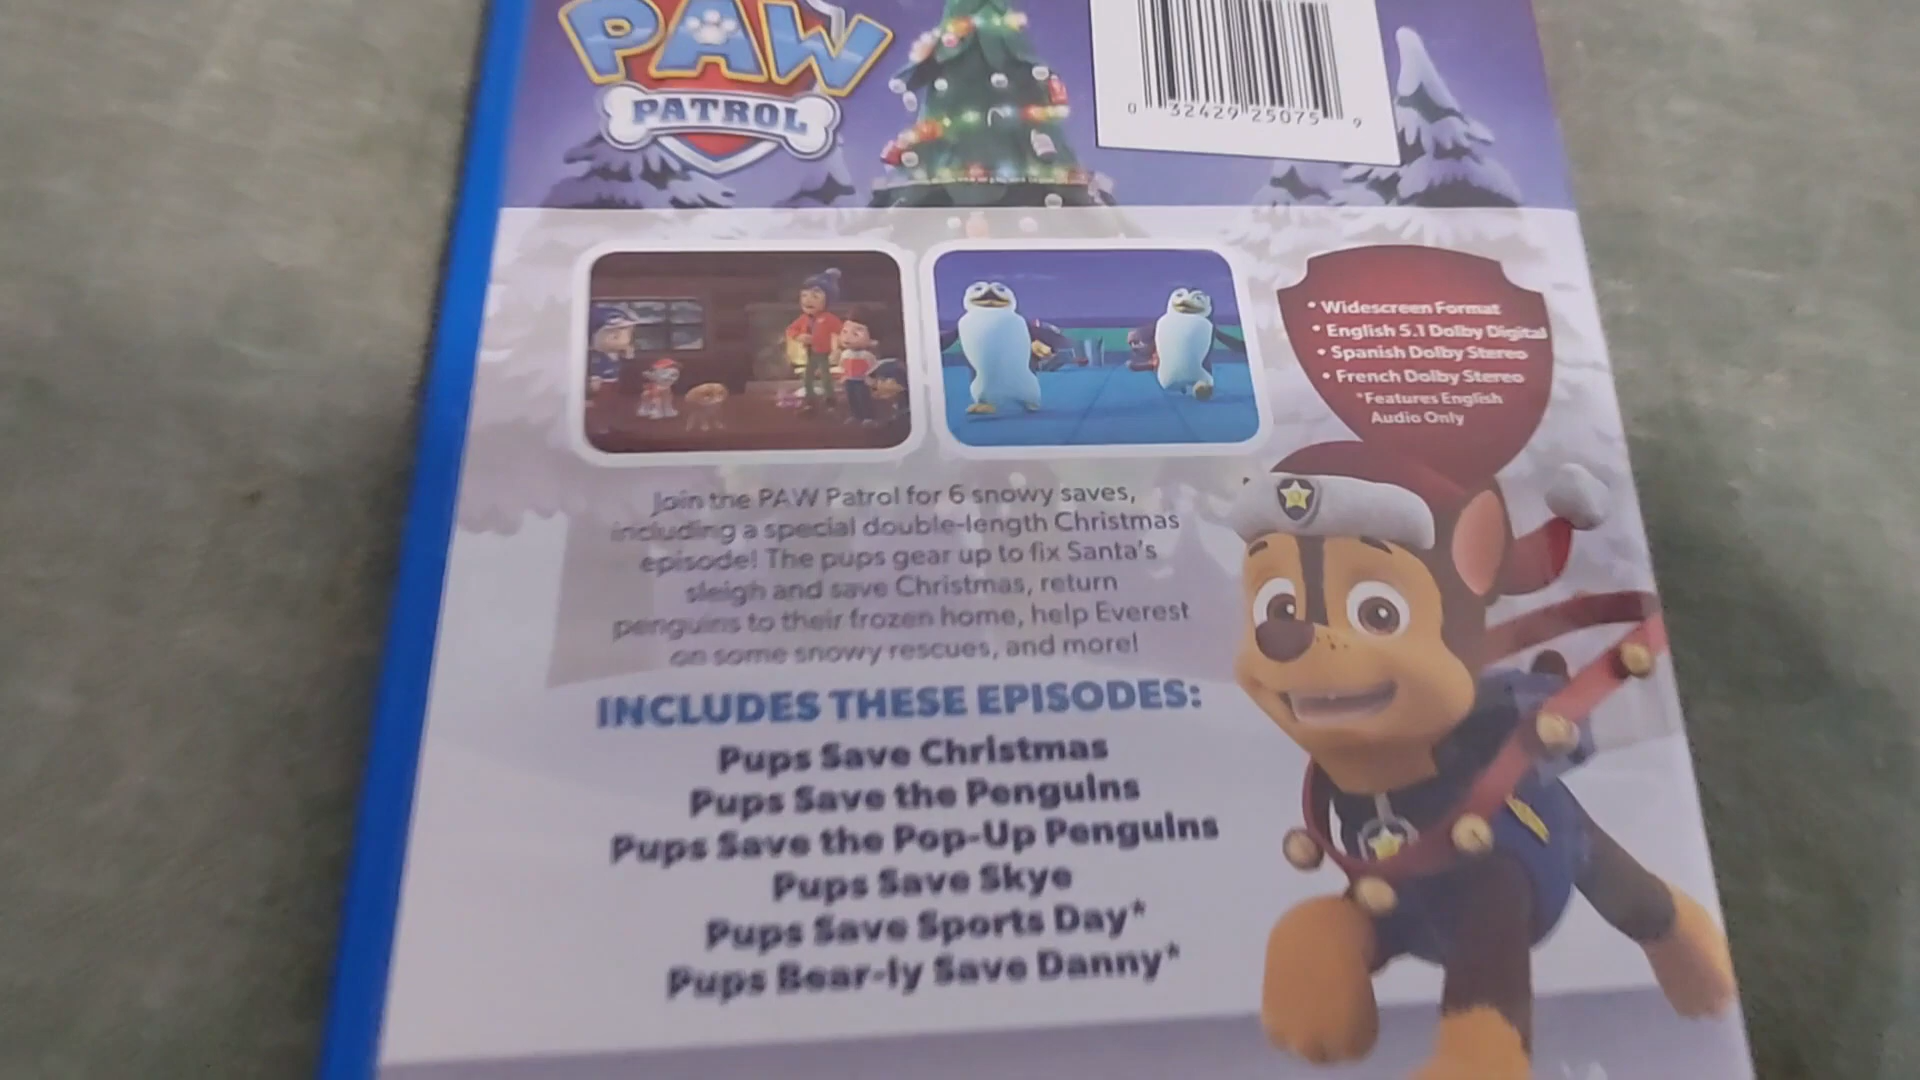 PAW
PATROL
0 32429 25075 9
• Widescreen Format
• English 5.1 Dolby Digital
• Spanish Dolby Stereo
• French Dolby Stereo
*Features English
Audio Only
Join the PAW Patrol for 6 snowy saves,
including a special double-length Christmas
episode! The pups gear up to fix Santa's
sleigh and save Christmas, return
penguins to their frozen home, help Everest
on some snowy rescues, and more!
INCLUDES THESE EPISODES:
Pups Save Christmas
Pups Save the Penguins
Pups Save the Pop-Up Penguins
Pups Save Skye
Pups Save Sports Day*
Pups Bear-ly Save Danny*